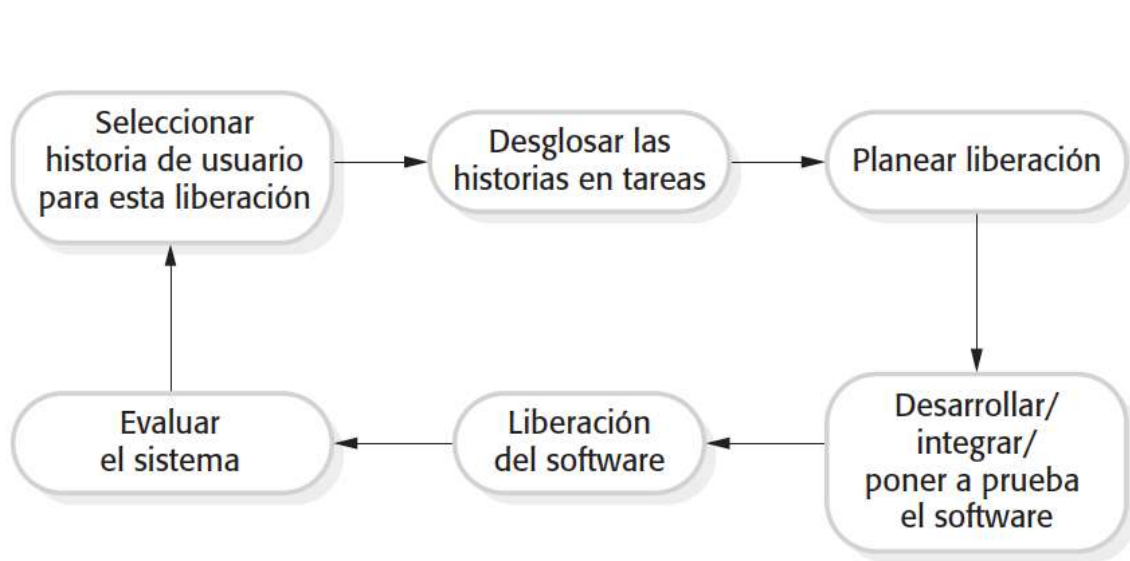 Seleccionar
historia de usuario
para esta liberación
Desglosar las
historias en tareas
Planear liberación
Evaluar
el sistema
Liberación
del software
Desarrollar/
integrar/
poner a prueba
el software